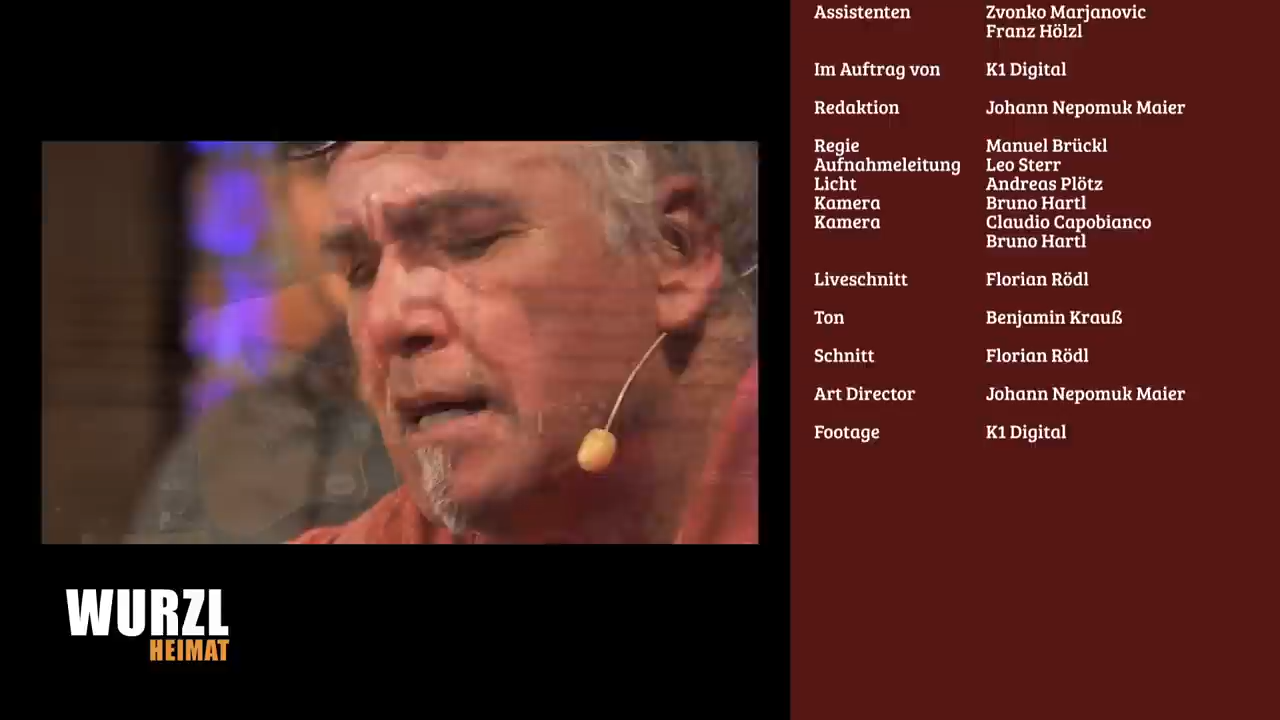 Assistenten Zvonko Marjanovic
Franz Hölzl
Im Auftrag von K1 Digital
Redaktion Johann Nepomuk Maier
Regie Manuel Brückl
Aufnahmeleitung Leo Sterr
Licht Andreas Plötz
Kamera Bruno Hartl
Kamera Claudio Capobianco
Bruno Hartl
Liveschnitt Florian Rödl
Ton Benjamin Krauß
Schnitt Florian Rödl
Art Director Johann Nepomuk Maier
Footage K1 Digital
WURZL
HEIMAT